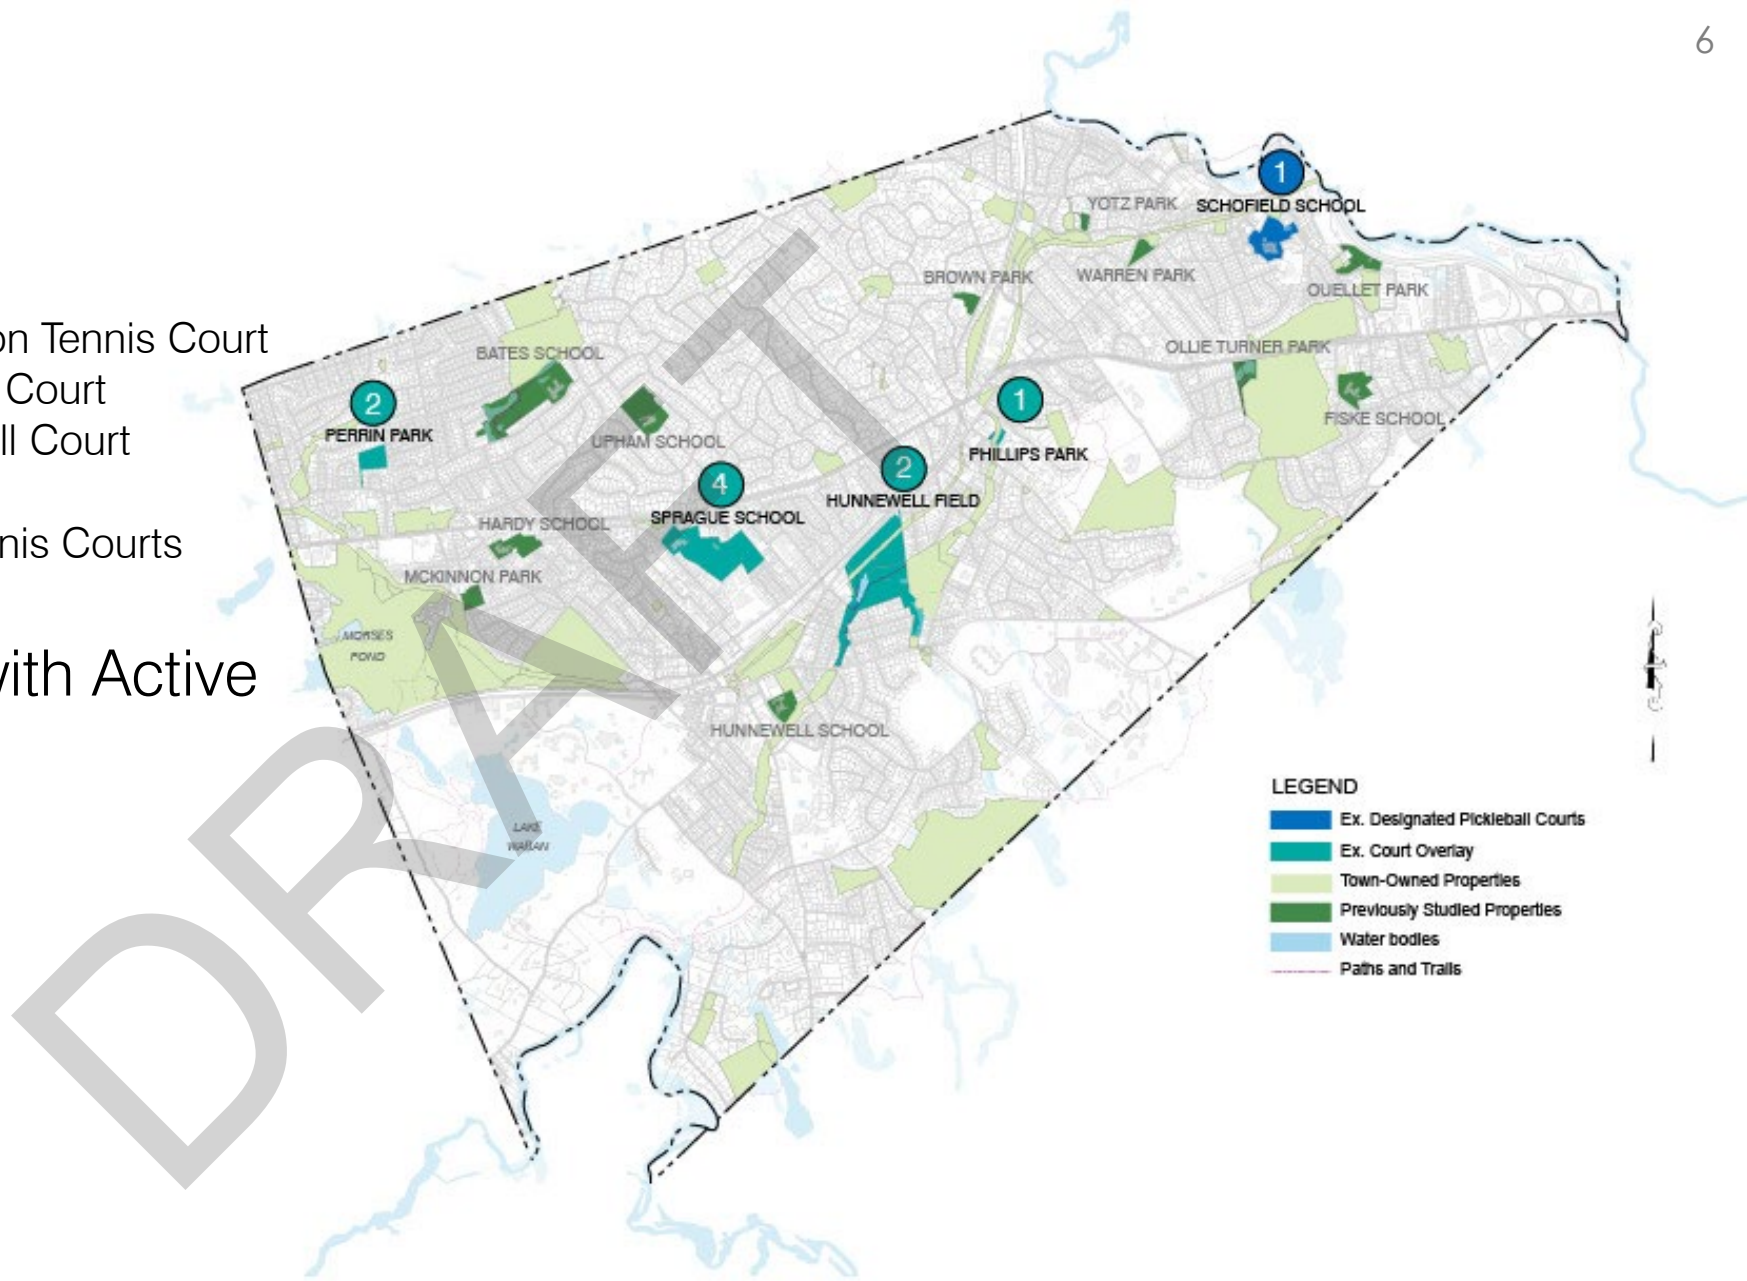 6
on Tennis Court
Court
ll Court
nis Courts
with Active
1
SCHOFIELD SCHOOL
YOTZ PARK
WARREN PARK
BROWN PARK
OUELLET PARK
OLLIE TURNER PARK
FISKE SCHOOL
BATES SCHOOL
2
PERRIN PARK
UPHAM SCHOOL
1
PHILLIPS PARK
2
HUNNEWELL FIELD
4
SPRAGUE SCHOOL
HARDY SCHOOL
MCKINNON PARK
MORSES
POND
HUNNEWELL SCHOOL
LAKE
WABAN
DRAFT
LEGEND
Ex. Designated Pickleball Courts
Ex. Court Overlay
Town-Owned Properties
Previously Studied Properties
Water bodies
Paths and Trails